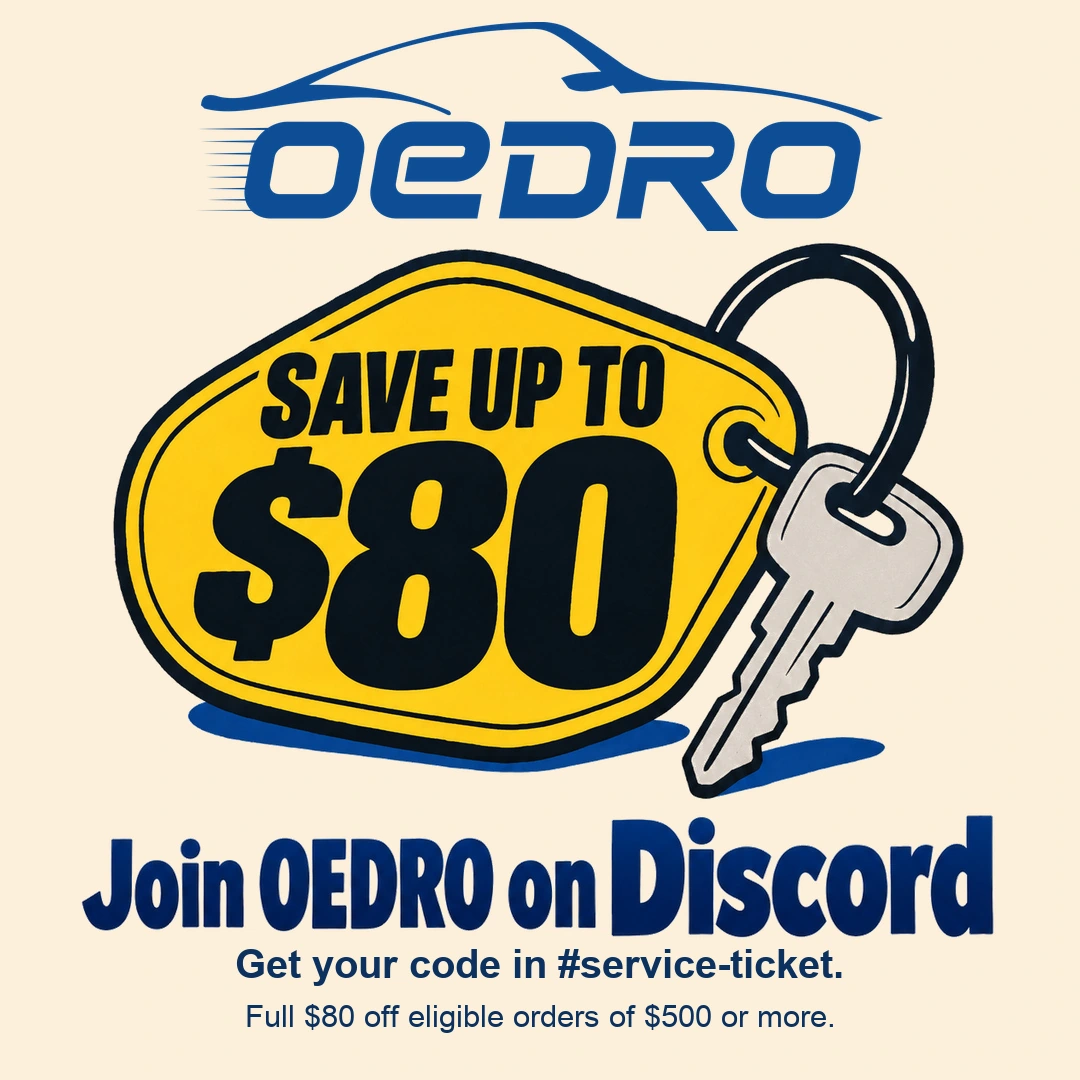 OEDRO
SAVE UP TO
$80
Join OEDRO on Discord
Get your code in #service-ticket.
Full $80 off eligible orders of $500 or more.